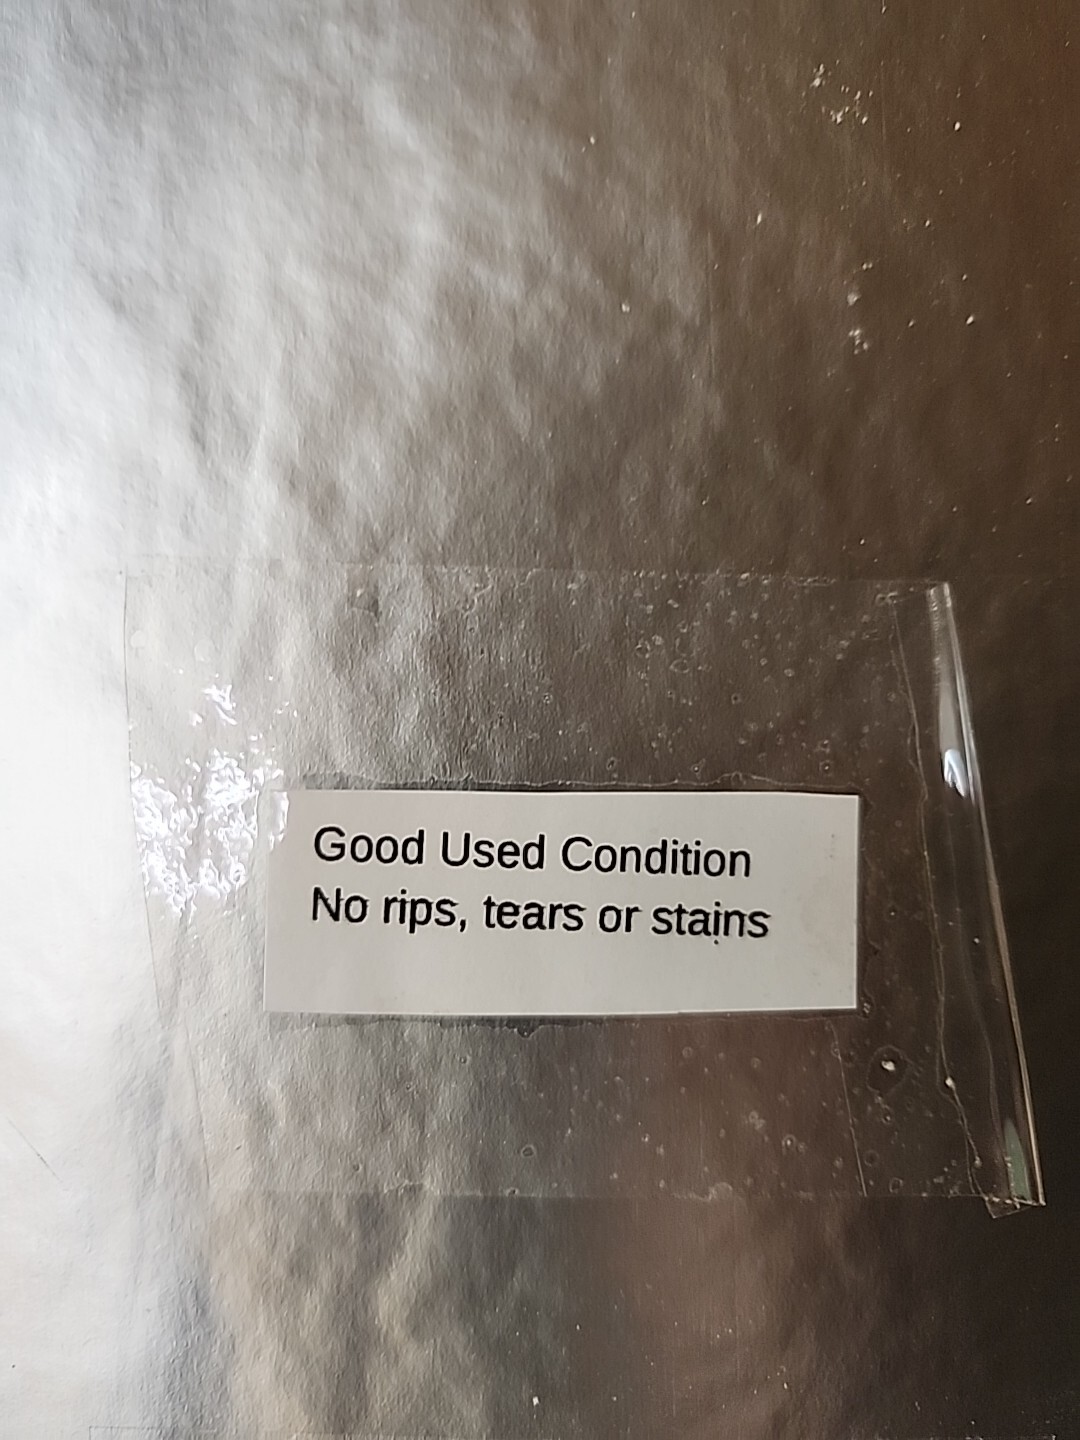 Good Used Condition
No rips, tears or stains